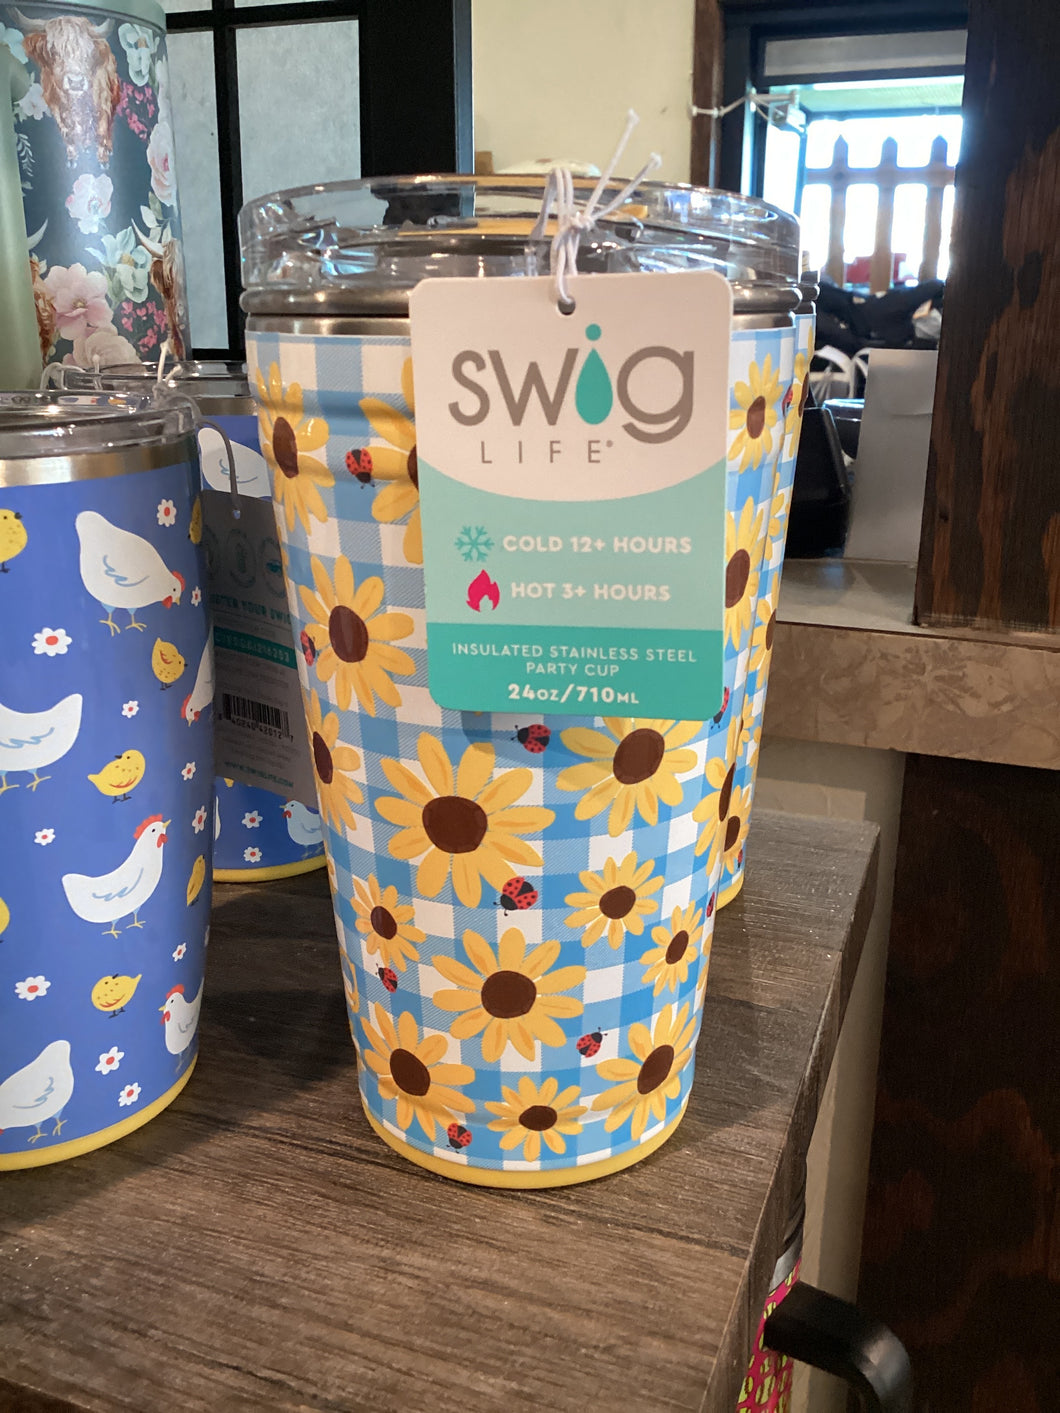 swig
LIFE®
COLD 12+ HOURS
HOT 3+ HOURS
INSULATED STAINLESS STEEL
PARTY CUP
24OZ/710ML